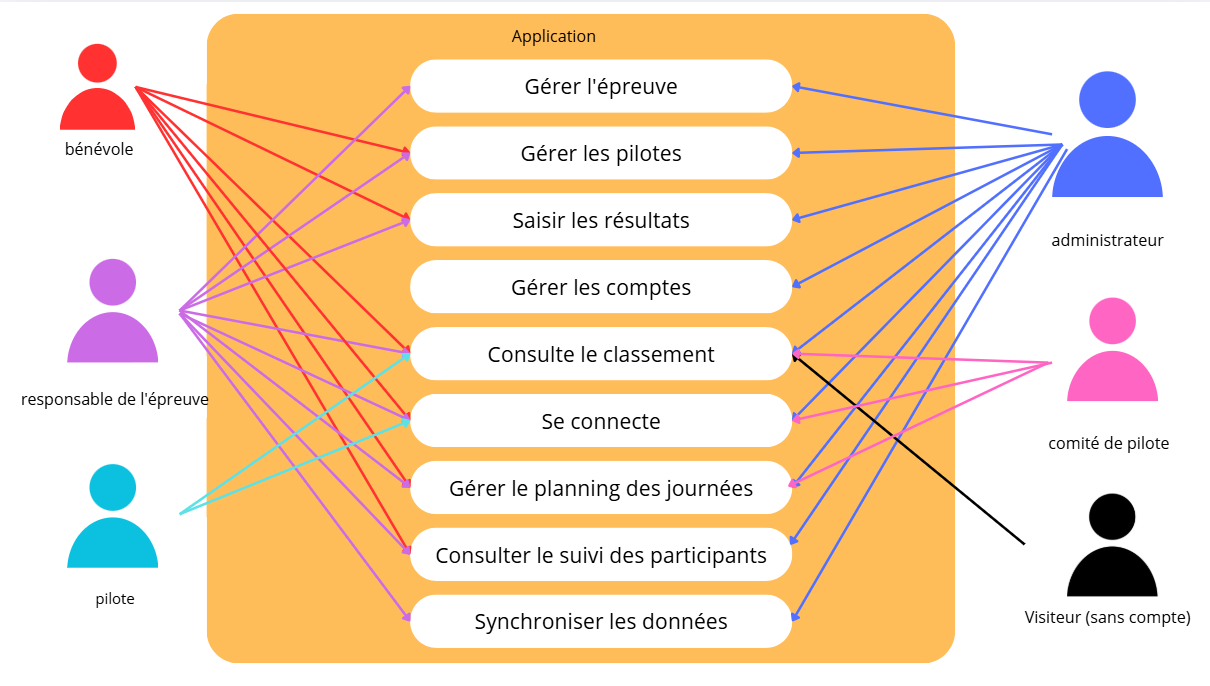 Application
Gérer l'épreuve
Gérer les pilotes
Saisir les résultats
Gérer les comptes
Consulte le classement
Se connecte
Gérer le planning des journées
Consulter le suivi des participants
Synchroniser les données
bénévole
responsable de l'épreuve
pilote
administrateur
comité de pilote
Visiteur (sans compte)